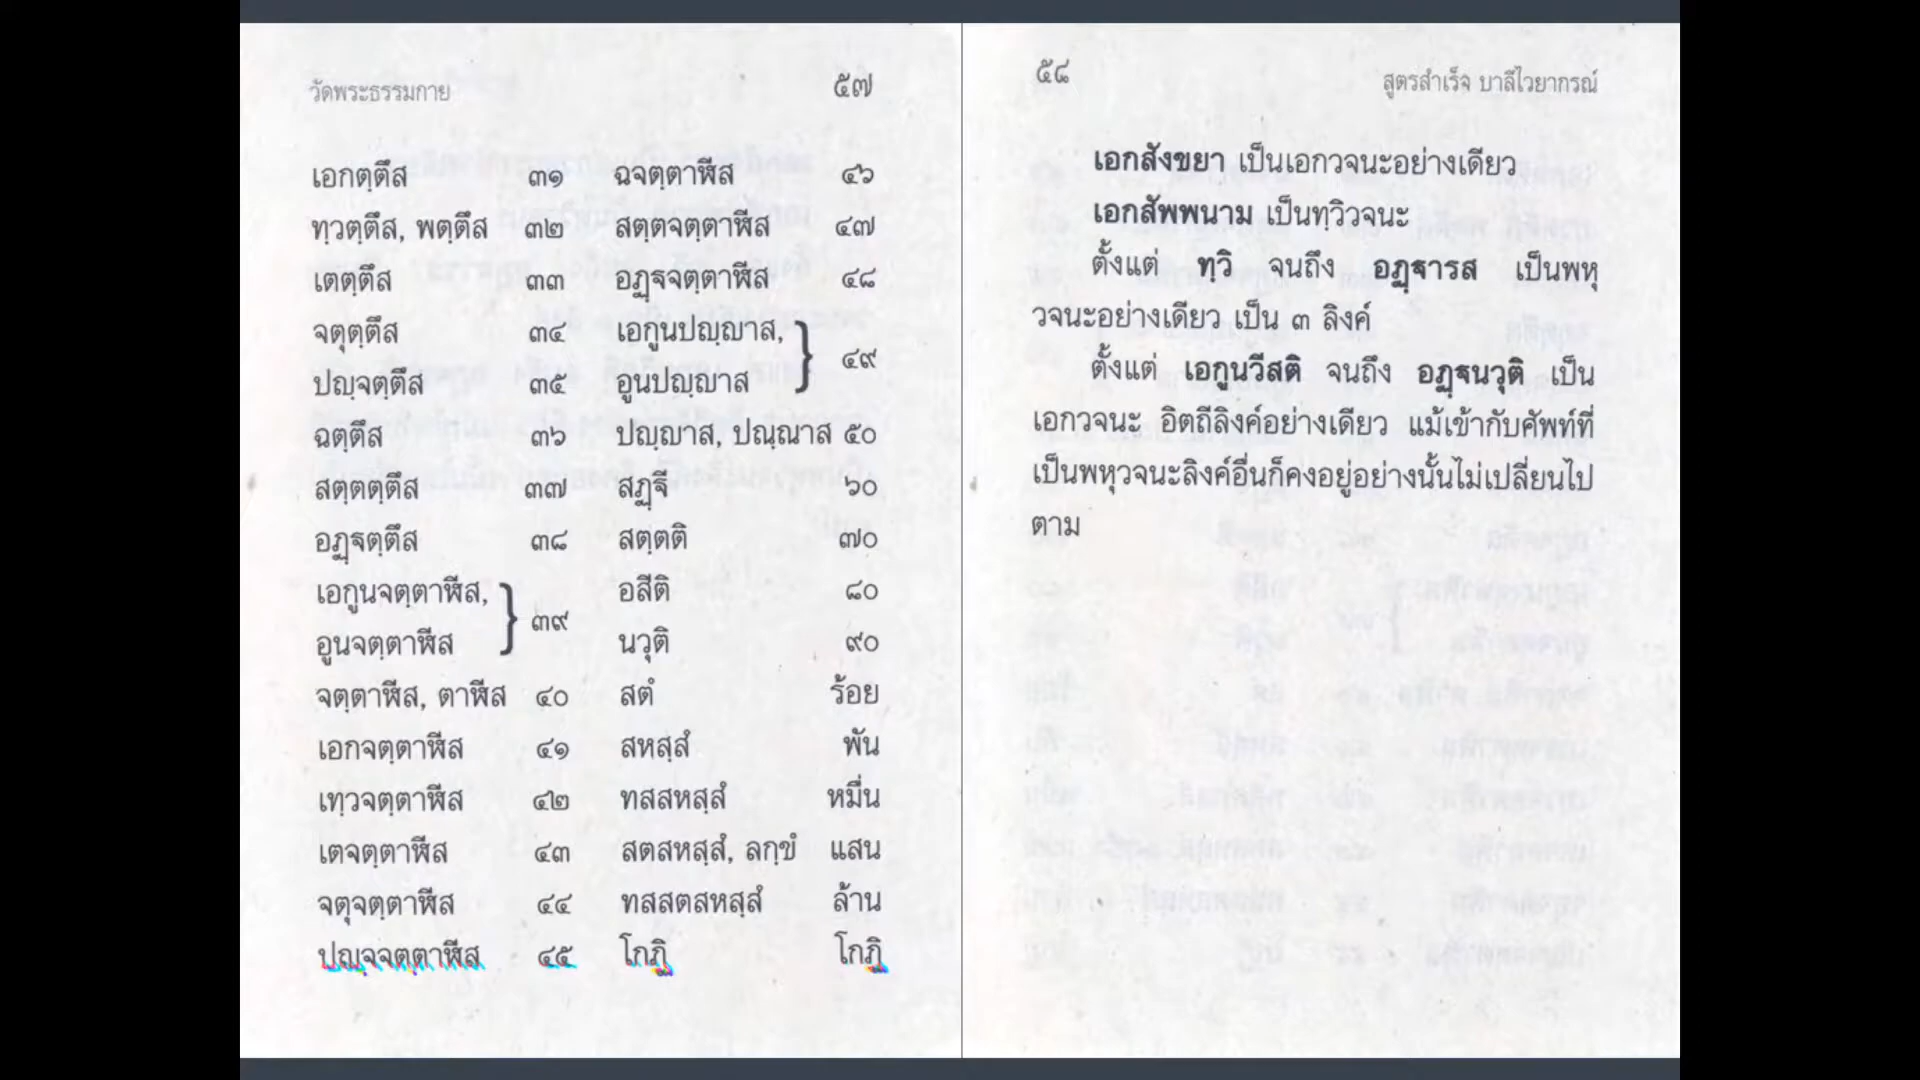 วัดพระธรรมกาย ๕๗
เอกตฺตึส ๓๑ ฉจตฺตาฬีส ๔๖
ทฺวตฺตึส, พตฺตึส ๓๒ สตฺตจตฺตาฬีส ๔๗
เตตฺตึส ๓๓ อฏฺฐจตฺตาฬีส ๔๘
จตุตฺตึส ๓๔ เอกูนปญฺญาส,
ปญฺจตฺตึส ๓๕ อูนปญฺญาส } ๔๙
ฉตฺตึส ๓๖ ปญฺญาส, ปณฺณาส ๕๐
สตฺตตฺตึส ๓๗ สฏฺฐี ๖๐
อฏฺฐตฺตึส ๓๘ สตฺตติ ๗๐
เอกูนจตฺตาฬีส, อสีติ ๘๐
อูนจตฺตาฬีส } ๓๙ นวุติ ๙๐
จตฺตาฬีส, ตาฬีส ๔๐ สตํ ร้อย
เอกจตฺตาฬีส ๔๑ สหสฺสํ พัน
เทฺวจตฺตาฬีส ๔๒ ทสสหสฺสํ หมื่น
เตจตฺตาฬีส ๔๓ สตสหสฺสํ, ลกฺขํ แสน
จตุจตฺตาฬีส ๔๔ ทสสตสหสฺสํ ล้าน
ปญฺจจตฺตาฬีส ๔๕ โกฏิ โกฏิ
๕๘ สูตรสำเร็จ บาลีไวยากรณ์
เอกสังขยา เป็นเอกวจนะอย่างเดียว
เอกสัพพนาม เป็นทฺวิวจนะ
ตั้งแต่ ทฺวิ จนถึง อฏฺฐารส เป็นพหุ
วจนะอย่างเดียว เป็น ๓ ลิงค์
ตั้งแต่ เอกูนวีสติ จนถึง อฏฺฐนวุติ เป็น
เอกวจนะ อิตถีลิงค์อย่างเดียว แม้เข้ากับศัพท์ที่
เป็นพหุวจนะลิงค์อื่นก็คงอยู่อย่างนั้นไม่เปลี่ยนไป
ตาม